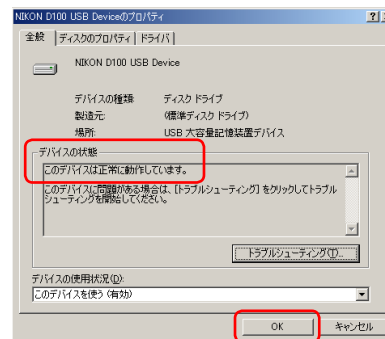 NIKON D100 USB Deviceのプロパティ
全般 ディスクのプロパティ ドライバ
NIKON D100 USB Device
デバイスの種類: ディスク ドライブ
製造元: (標準ディスク ドライブ)
場所: USB 大容量記憶装置デバイス
デバイスの状態
このデバイスは正常に動作しています。
このデバイスに問題がある場合は、[トラブルシューティング] をクリックしてトラブル
シューティングを開始してください。
トラブルシューティング(T)...
デバイスの使用状況(D):
このデバイスを使う (有効)
OK キャンセル